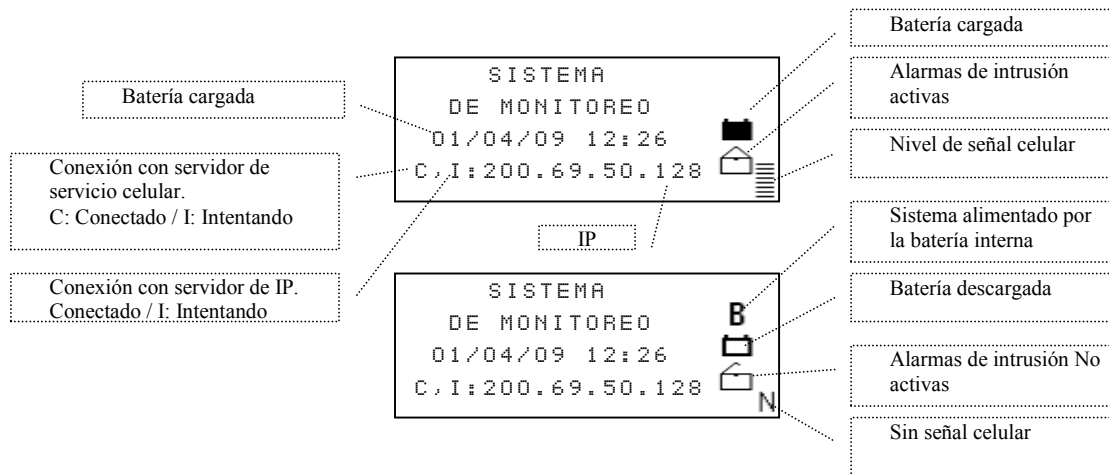 Batería cargada
SISTEMA
DE MONITOREO
01/04/09 12:26
C,I:200.69.50.128
Batería cargada
Alarmas de intrusión
activas
Nivel de señal celular
Conexión con servidor de
servicio celular.
C: Conectado / I: Intentando
IP
Conexión con servidor de IP.
Conectado / I: Intentando
SISTEMA
DE MONITOREO
01/04/09 12:26
C,I:200.69.50.128
B
N
Sistema alimentado por
la batería interna
Batería descargada
Alarmas de intrusión No
activas
Sin señal celular